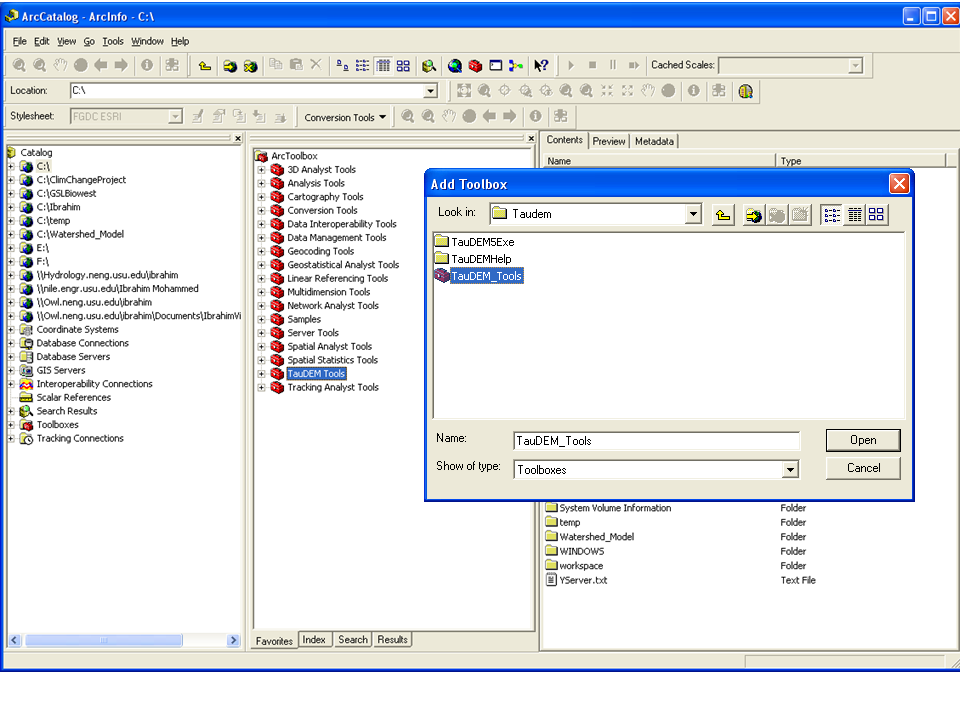 ArcCatalog - ArcInfo - C:\
File Edit View Go Tools Window Help
Cached Scales:
Location: C:\
Stylesheet: FGDC ESRI Conversion Tools
Catalog
C:\
C:\ClimChangeProject
C:\GSLBiowest
C:\Ibrahim
C:\temp
C:\Watershed_Model
E:\
F:\
\\Hydrology.neng.usu.edu\ibrahim
\\nile.engr.usu.edu\Ibrahim Mohammed
\\Owl.neng.usu.edu\ibrahim
\\Owl.neng.usu.edu\ibrahim\Documents\IbrahimVi
Coordinate Systems
Database Connections
Database Servers
GIS Servers
Interoperability Connections
Scalar References
Search Results
Toolboxes
Tracking Connections
ArcToolbox
3D Analyst Tools
Analysis Tools
Cartography Tools
Conversion Tools
Data Interoperability Tools
Data Management Tools
Geocoding Tools
Geostatistical Analyst Tools
Linear Referencing Tools
Multidimension Tools
Network Analyst Tools
Samples
Server Tools
Spatial Analyst Tools
Spatial Statistics Tools
TauDEM Tools
Tracking Analyst Tools
Favorites Index Search Results
Contents Preview Metadata
Name Type
Add Toolbox
Look in: Taudem
TauDEM5Exe
TauDEMHelp
TauDEM_Tools
Name: TauDEM_Tools Open
Show of type: Toolboxes Cancel
System Volume Information Folder
temp Folder
Watershed_Model Folder
WINDOWS Folder
workspace Folder
YServer.txt Text File